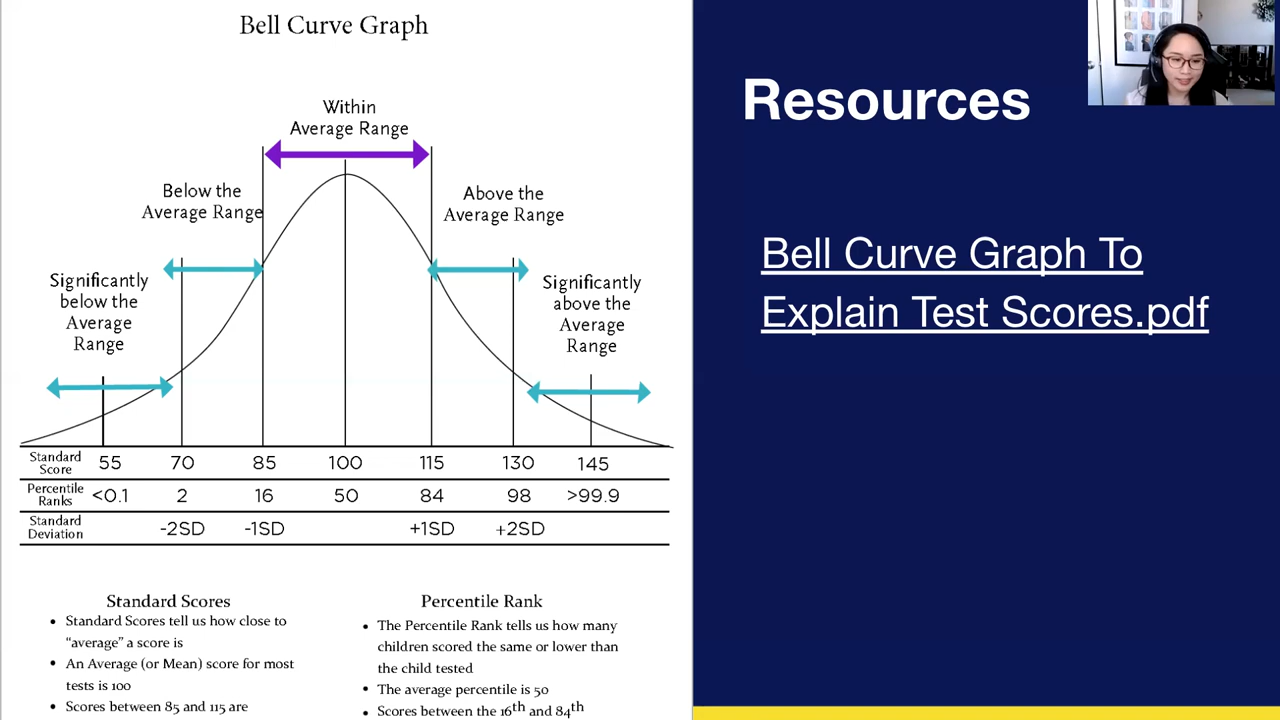 Bell Curve Graph
Within
Average Range
Below the
Average Range
Above the
Average Range
Significantly
below the
Average
Range
Significantly
above the
Average
Range
Standard Score 55 70 85 100 115 130 145
Percentile Ranks <0.1 2 16 50 84 98 >99.9
Standard Deviation -2SD -1SD +1SD +2SD
Standard Scores
• Standard Scores tell us how close to
“average” a score is
• An Average (or Mean) score for most
tests is 100
• Scores between 85 and 115 are
Percentile Rank
• The Percentile Rank tells us how many
children scored the same or lower than
the child tested
• The average percentile is 50
• Scores between the 16th and 84th
Resources
Bell Curve Graph To
Explain Test Scores.pdf